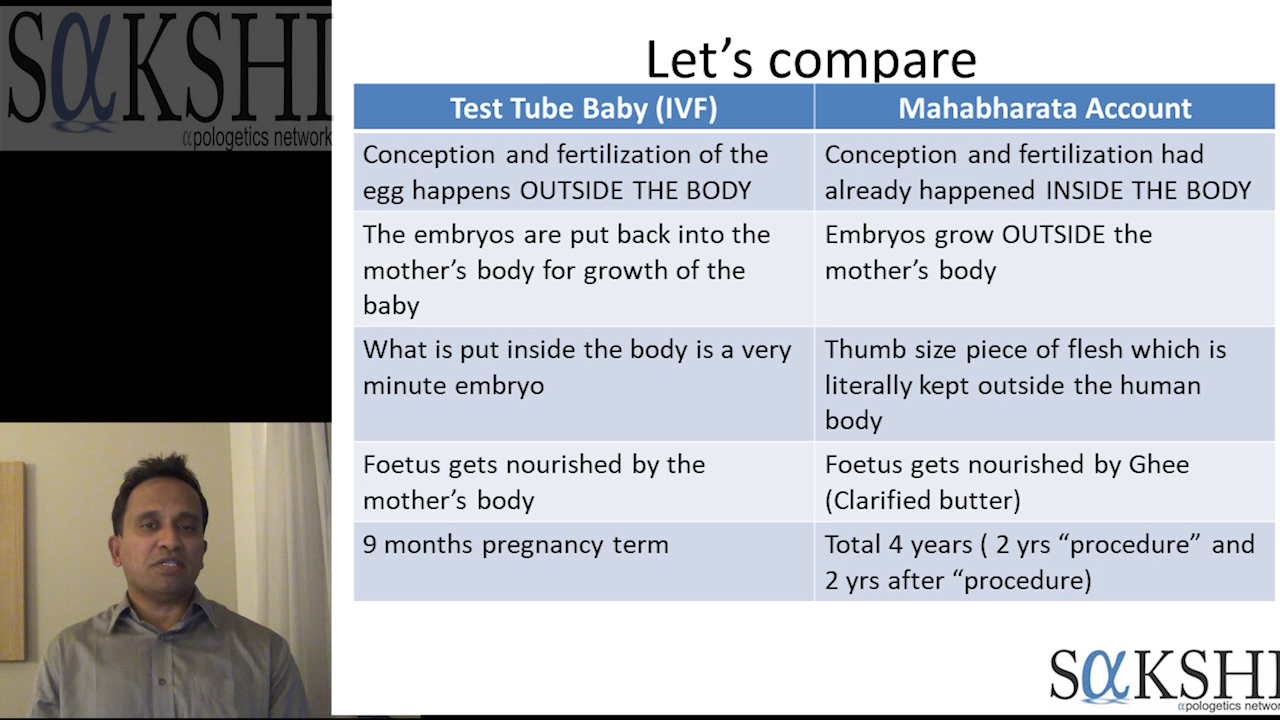 SαKSHI
αpologetics network
Let’s compare
Test Tube Baby (IVF)
Mahabharata Account
Conception and fertilization of the
egg happens OUTSIDE THE BODY
Conception and fertilization had
already happened INSIDE THE BODY
The embryos are put back into the
mother’s body for growth of the
baby
Embryos grow OUTSIDE the
mother’s body
What is put inside the body is a very
minute embryo
Thumb size piece of flesh which is
literally kept outside the human
body
Foetus gets nourished by the
mother’s body
Foetus gets nourished by Ghee
(Clarified butter)
9 months pregnancy term
Total 4 years ( 2 yrs “procedure” and
2 yrs after “procedure)
SαKSHI
αpologetics networ